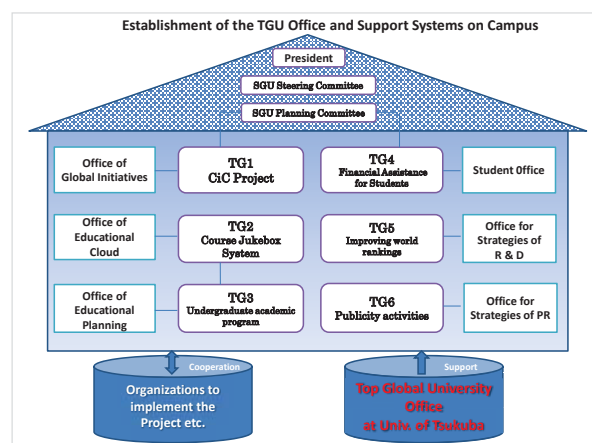 Establishment of the TGU Office and Support Systems on Campus
President
SGU Steering Committee
SGU Planning Committee
Office of
Global Initiatives
TG1
CiC Project
TG4
Financial Assistance
for Students
Student Office
Office of
Educational
Cloud
TG2
Course Jukebox
System
TG5
Improving world
rankings
Office for
Strategies of
R & D
Office of
Educational
Planning
TG3
Undergraduate academic
program
TG6
Publicity activities
Office for
Strategies of PR
Cooperation
Organizations to
implement the
Project etc.
Support
Top Global University
Office
at Univ. of Tsukuba